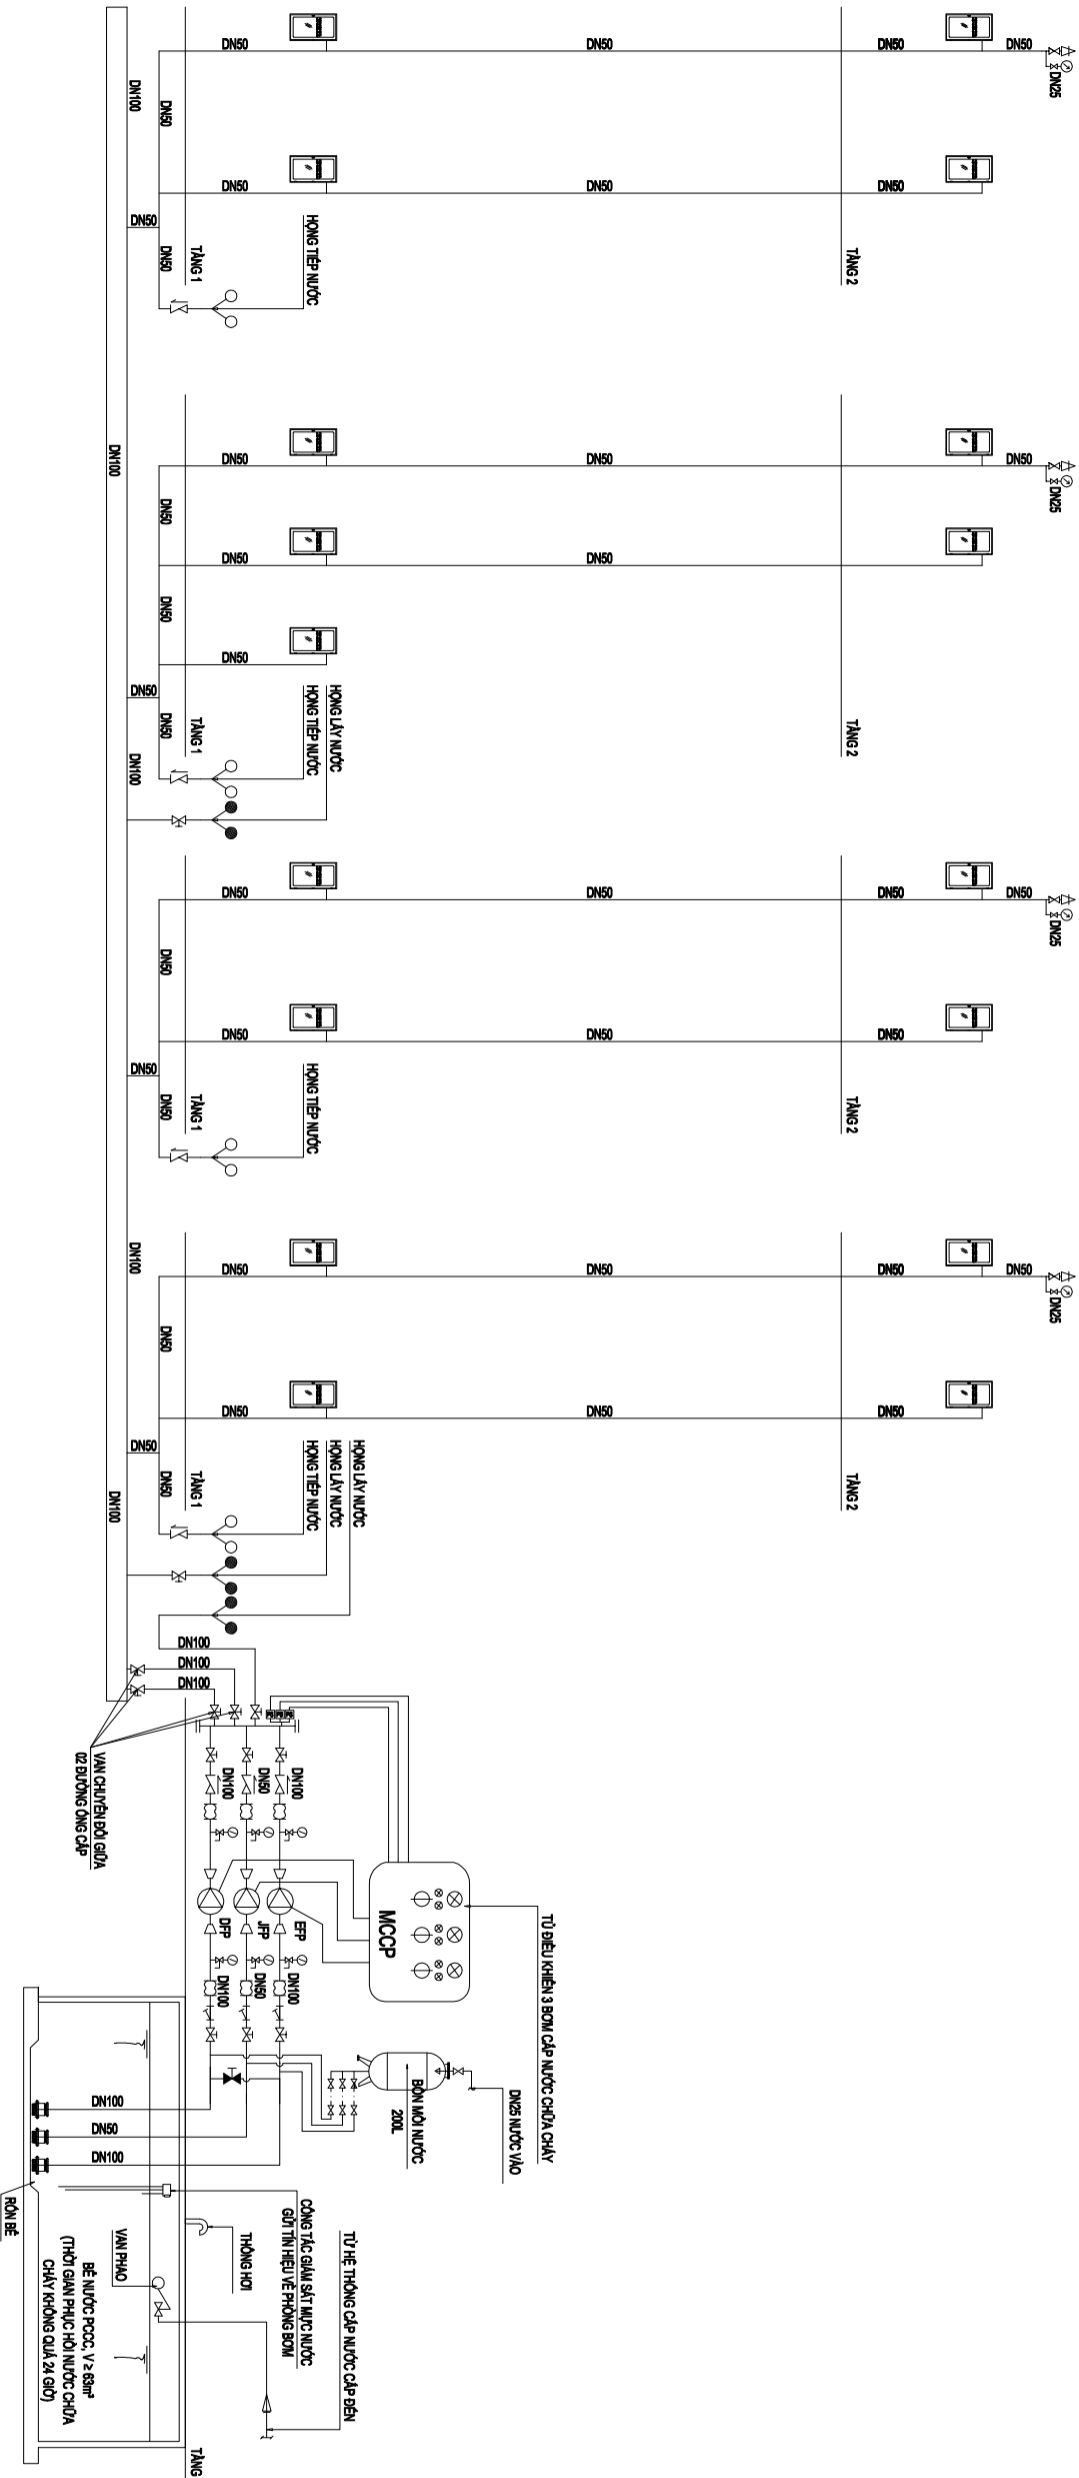 DN50
DN50
DN50
DN50
DN25
DN100
DN50
DN50
DN50
DN50
DN50
DN50
TẦNG 1
HỌNG TIẾP NƯỚC
TẦNG 2
DN100
DN50
DN50
DN50
DN25
DN50
DN50
DN50
DN50
DN50
DN50
DN50
TẦNG 1
HỌNG TIẾP NƯỚC
HỌNG LẤY NƯỚC
TẦNG 2
DN100
DN50
DN50
DN50
DN50
DN25
DN50
DN50
DN50
DN50
DN50
DN50
TẦNG 1
HỌNG TIẾP NƯỚC
TẦNG 2
DN100
DN50
DN50
DN50
DN50
DN25
DN50
DN50
DN50
DN50
DN50
DN50
TẦNG 1
HỌNG TIẾP NƯỚC
HỌNG LẤY NƯỚC
HỌNG LẤY NƯỚC
TẦNG 2
DN100
DN100
DN100
DN100
VAN CHUYỂN ĐỔI GIỮA
02 ĐƯỜNG ỐNG CẤP
DN100
DN50
DN100
DFP
JFP
EFP
DN100
DN50
DN100
MCCP
TỦ ĐIỀU KHIỂN 3 BƠM CẤP NƯỚC CHỮA CHÁY
DN25 NƯỚC VÀO
BỒN MỒI NƯỚC
200L
DN100
DN50
DN100
RỐN BỂ
CÔNG TẮC GIÁM SÁT MỰC NƯỚC
GỬI TÍN HIỆU VỀ PHÒNG BƠM
THÔNG HƠI
VAN PHAO
TỪ HỆ THỐNG CẤP NƯỚC CẤP ĐẾN
BỂ NƯỚC PCCC, V ≥ 63m³
(THỜI GIAN PHỤC HỒI NƯỚC CHỮA
CHÁY KHÔNG QUÁ 24 GIỜ)
TẦNG